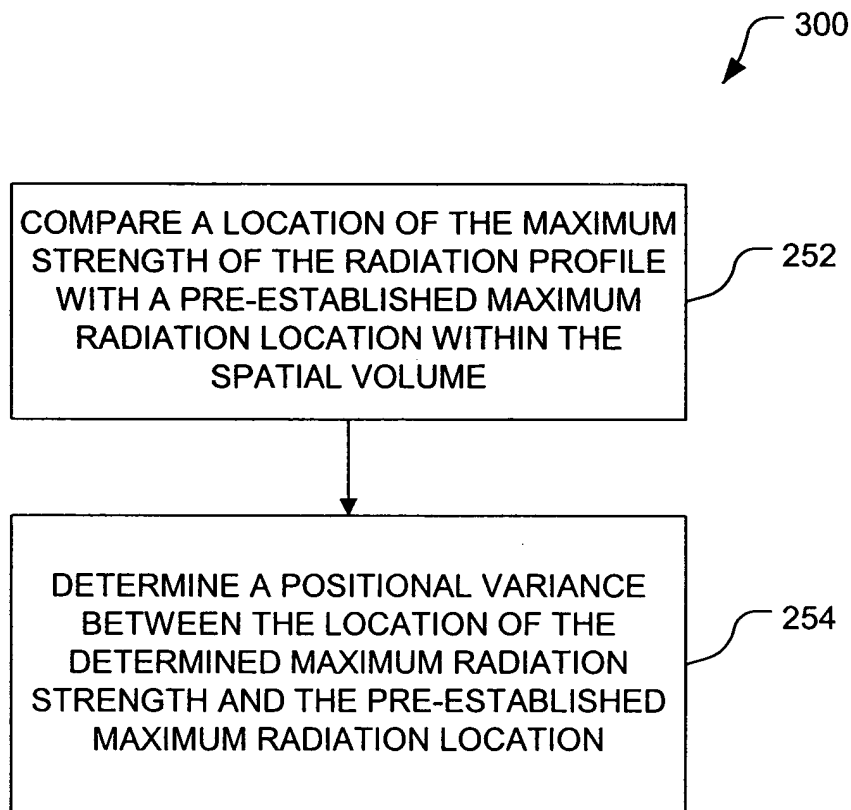 300
COMPARE A LOCATION OF THE MAXIMUM
STRENGTH OF THE RADIATION PROFILE
WITH A PRE-ESTABLISHED MAXIMUM
RADIATION LOCATION WITHIN THE
SPATIAL VOLUME
252
DETERMINE A POSITIONAL VARIANCE
BETWEEN THE LOCATION OF THE
DETERMINED MAXIMUM RADIATION
STRENGTH AND THE PRE-ESTABLISHED
MAXIMUM RADIATION LOCATION
254